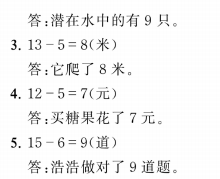 答:潜在水中的有 9 只。
3. 13-5=8(米)
答:它爬了 8 米。
4. 12-5=7(元)
答:买糖果花了 7 元。
5. 15-6=9(道)
答:浩浩做对了 9 道题。